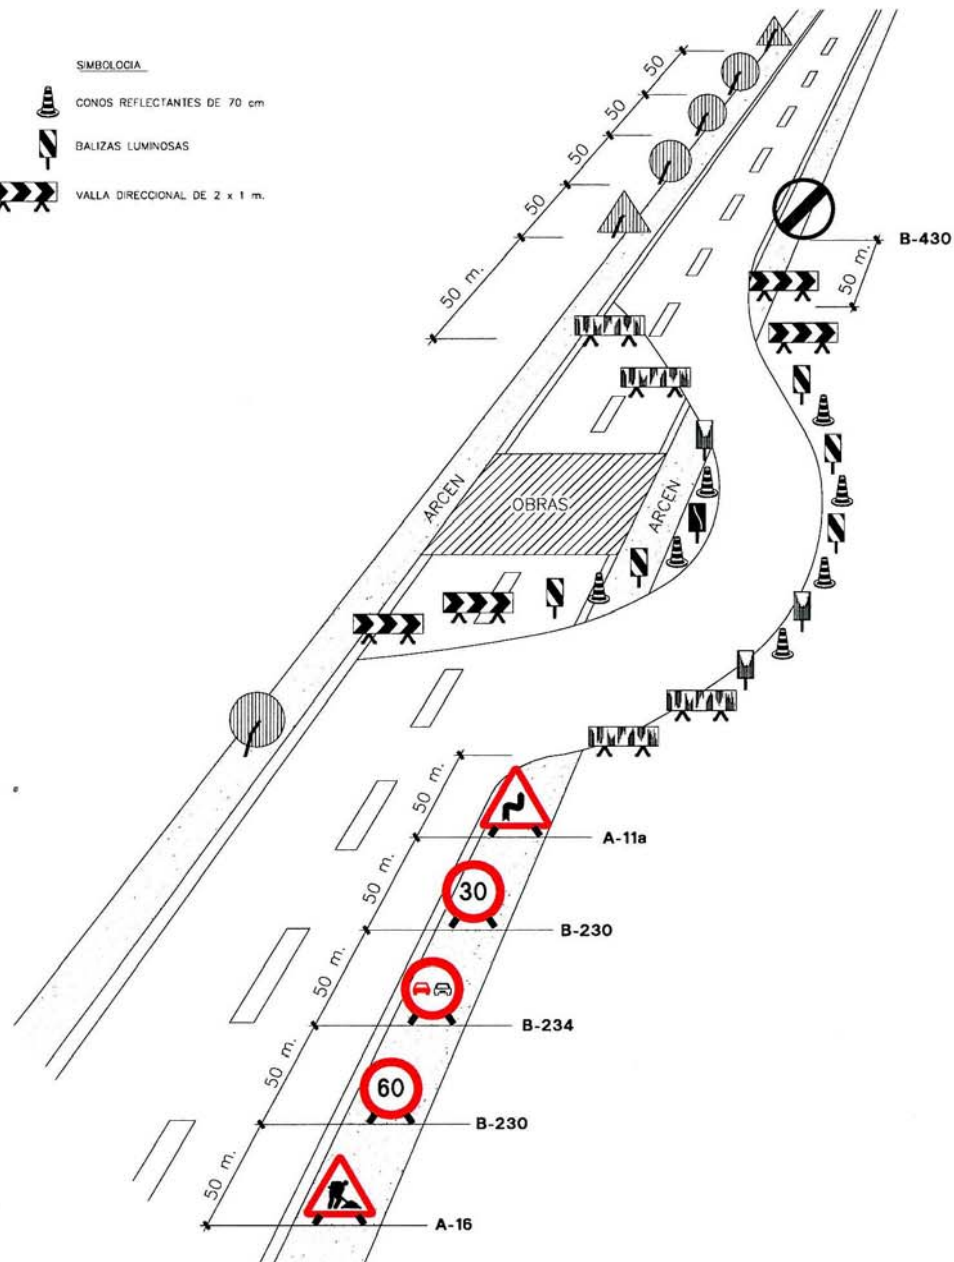 SIMBOLOGIA
CONOS REFLECTANTES DE 70 cm
BALIZAS LUMINOSAS
VALLA DIRECCIONAL DE 2 x 1 m.
50
50
50
50
50 m.
B-430
50 m.
ARCEN
OBRAS
ARCEN
50 m.
A-11a
50 m.
30
B-230
50 m.
B-234
50 m.
60
B-230
50 m.
A-16